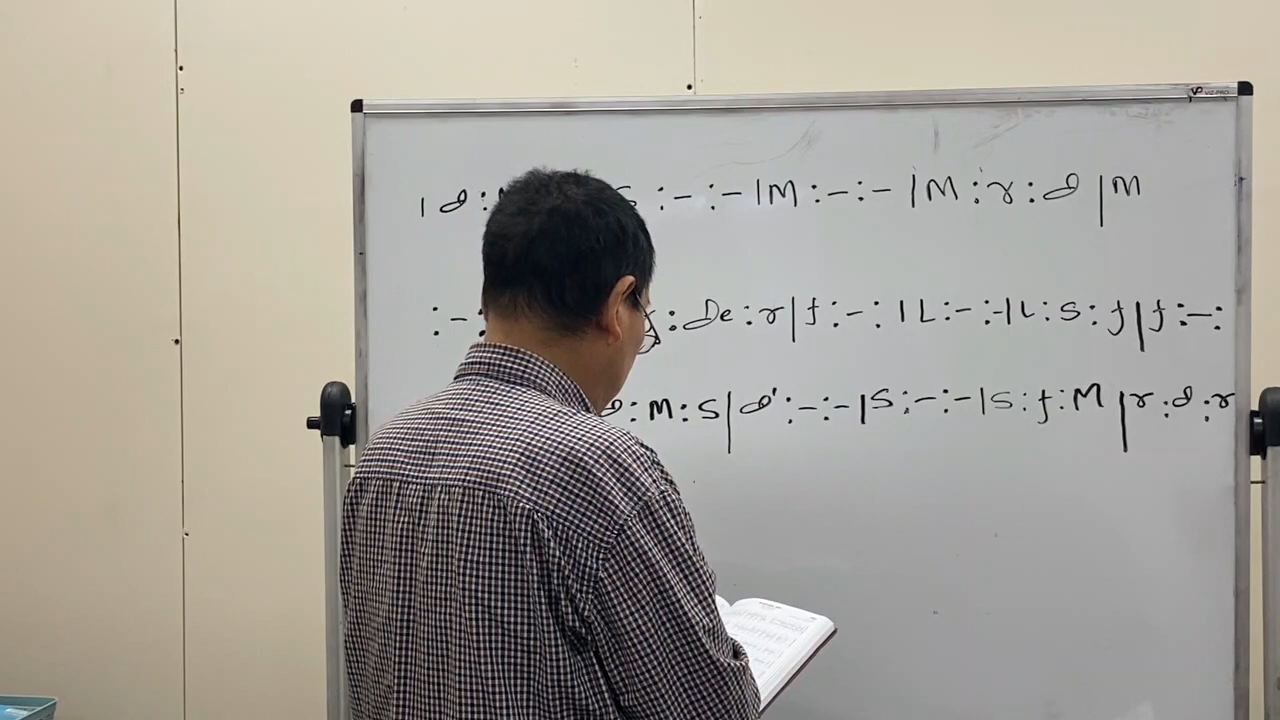 | d : S : – : – | M : – : – | M : r : d | M
: – : De : r | f : – : | L : – : – | L : S : f | f : – :
: M : S | d' : – : – | S : – : – | S : f : M | r : d : r